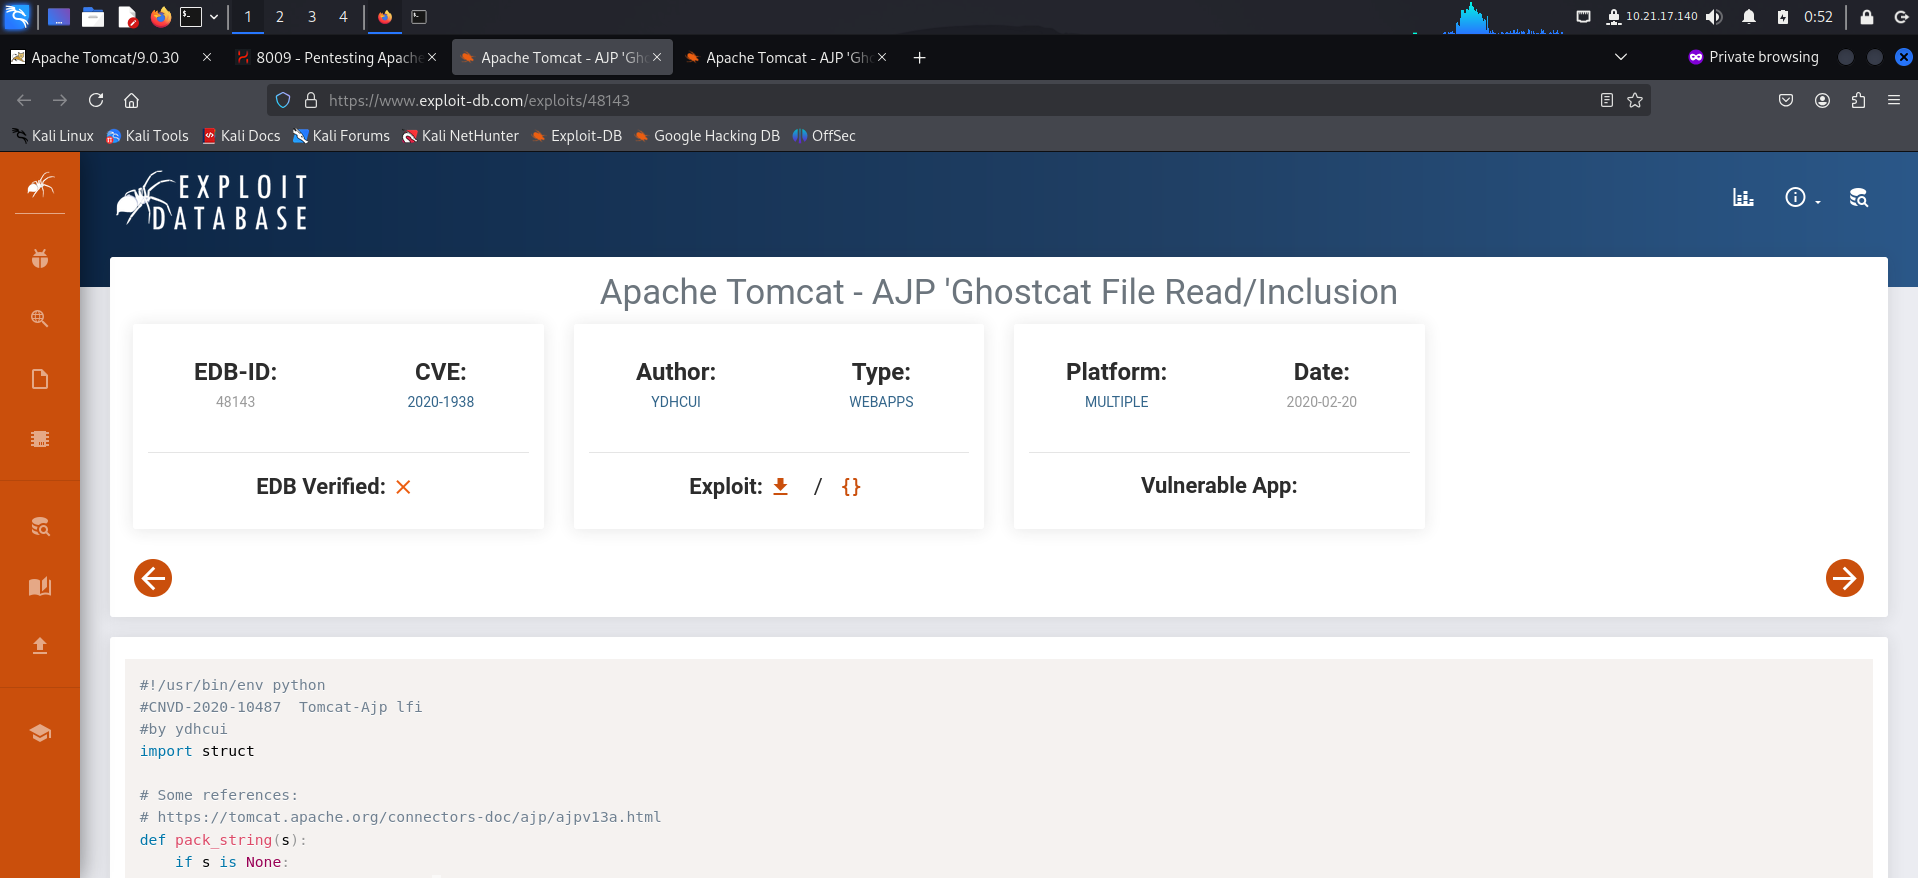 1 2 3 4
10.21.17.140 0:52
Apache Tomcat/9.0.30
8009 - Pentesting Apache
Apache Tomcat - AJP 'Gho
Apache Tomcat - AJP 'Gho
Private browsing
https://www.exploit-db.com/exploits/48143
Kali Linux Kali Tools Kali Docs Kali Forums Kali NetHunter Exploit-DB Google Hacking DB OffSec
EXPLOIT
DATABASE
Apache Tomcat - AJP 'Ghostcat File Read/Inclusion
EDB-ID: CVE: Author: Type: Platform: Date:
48143 2020-1938 YDHCUI WEBAPPS MULTIPLE 2020-02-20
EDB Verified: Exploit: / {} Vulnerable App:
#!/usr/bin/env python
#CNVD-2020-10487  Tomcat-Ajp lfi
#by ydhcui
import struct
# Some references:
# https://tomcat.apache.org/connectors-doc/ajp/ajpv13a.html
def pack_string(s):
    if s is None: